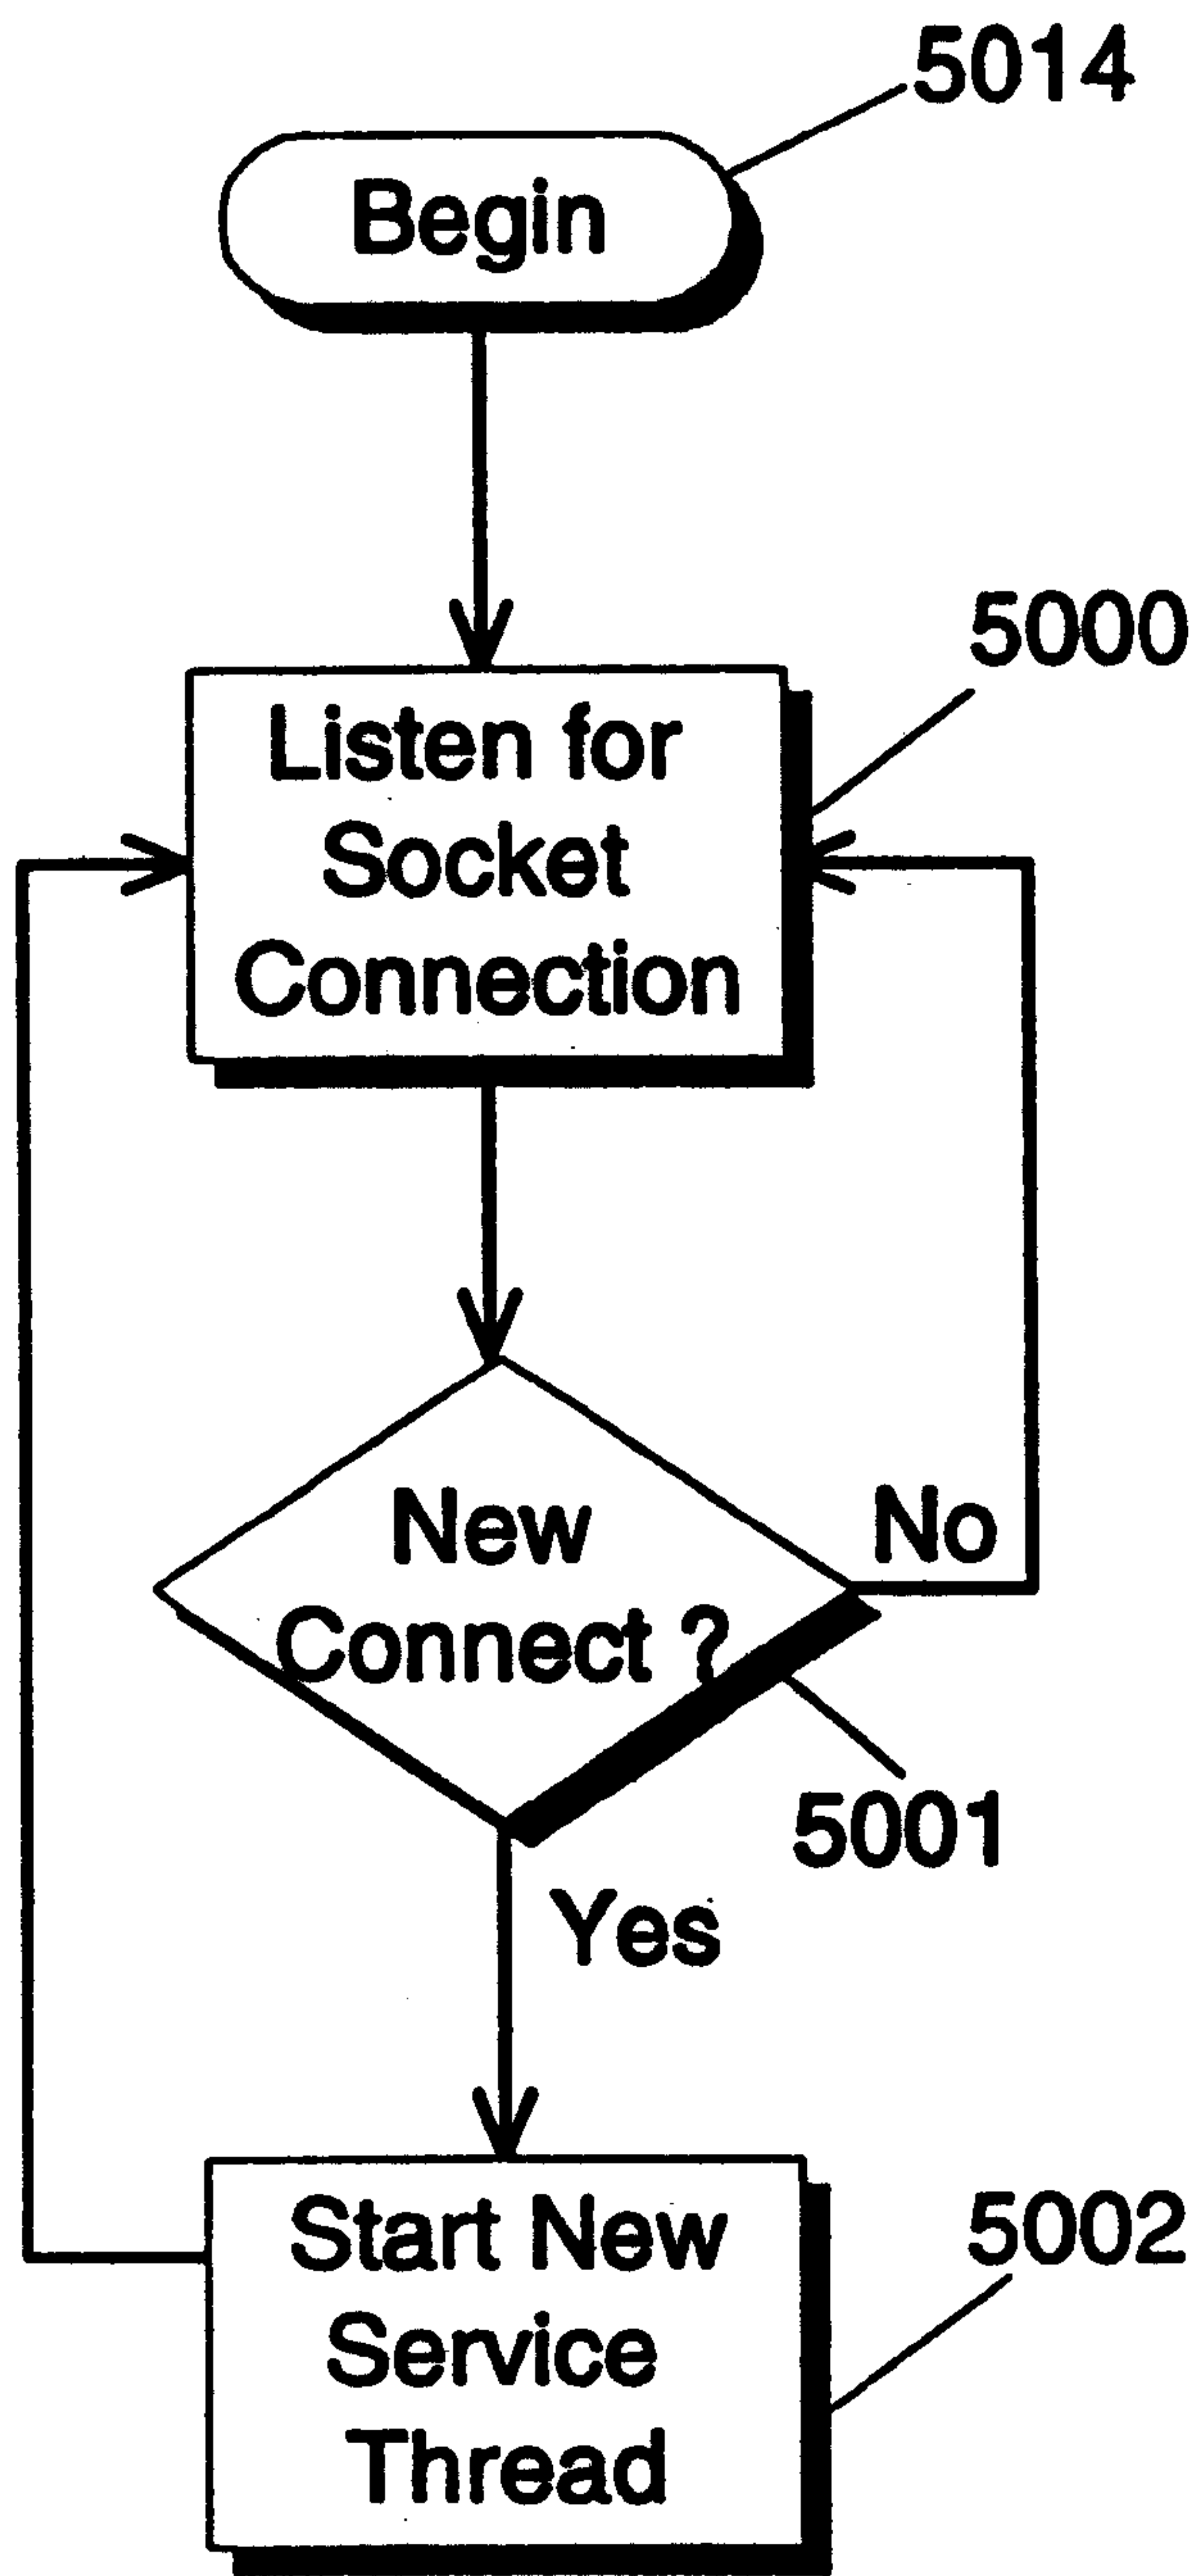 5014
Begin
5000
Listen for
Socket
Connection
New
Connect ?
No
5001
Yes
Start New
Service
Thread
5002